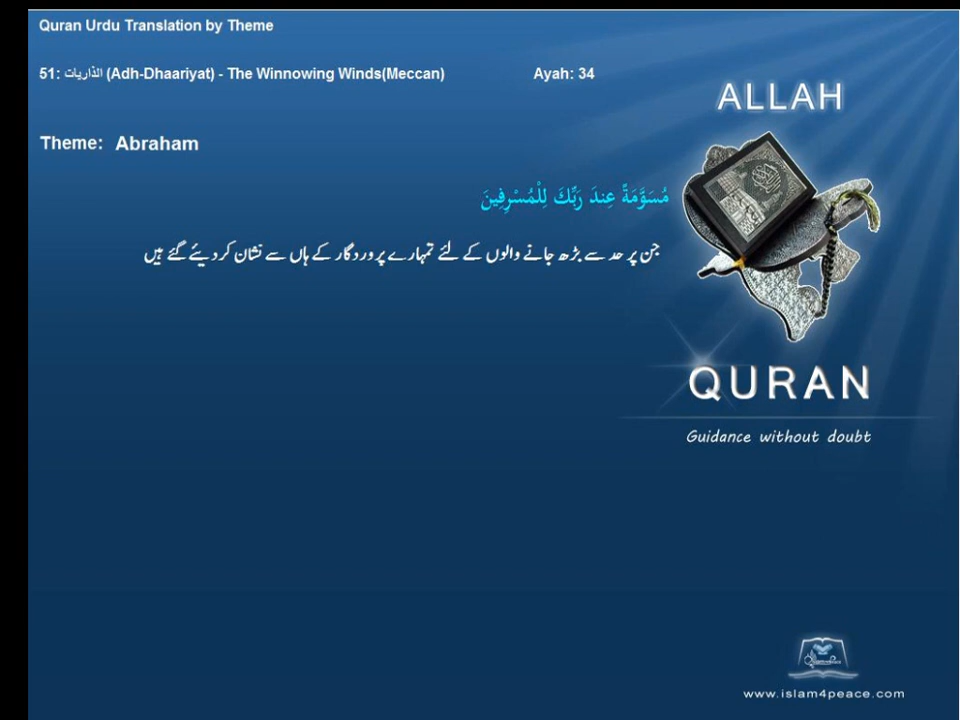 Quran Urdu Translation by Theme
51: الذاريات (Adh-Dhaariyat) - The Winnowing Winds(Meccan) Ayah: 34
Theme: Abraham
مُسَوَّمَةً عِندَ رَبِّكَ لِلْمُسْرِفِينَ
جن پر حد سے بڑھ جانے والوں کے لئے تمہارے پروردگار کے ہاں سے نشان کردیئے گئے ہیں
ALLAH
QURAN
Guidance without doubt
www.islam4peace.com